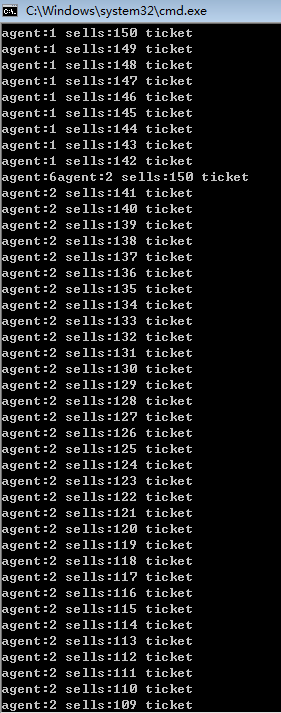 C:\Windows\system32\cmd.exe
agent:1 sells:150 ticket
agent:1 sells:149 ticket
agent:1 sells:148 ticket
agent:1 sells:147 ticket
agent:1 sells:146 ticket
agent:1 sells:145 ticket
agent:1 sells:144 ticket
agent:1 sells:143 ticket
agent:1 sells:142 ticket
agent:6agent:2 sells:150 ticket
agent:2 sells:141 ticket
agent:2 sells:140 ticket
agent:2 sells:139 ticket
agent:2 sells:138 ticket
agent:2 sells:137 ticket
agent:2 sells:136 ticket
agent:2 sells:135 ticket
agent:2 sells:134 ticket
agent:2 sells:133 ticket
agent:2 sells:132 ticket
agent:2 sells:131 ticket
agent:2 sells:130 ticket
agent:2 sells:129 ticket
agent:2 sells:128 ticket
agent:2 sells:127 ticket
agent:2 sells:126 ticket
agent:2 sells:125 ticket
agent:2 sells:124 ticket
agent:2 sells:123 ticket
agent:2 sells:122 ticket
agent:2 sells:121 ticket
agent:2 sells:120 ticket
agent:2 sells:119 ticket
agent:2 sells:118 ticket
agent:2 sells:117 ticket
agent:2 sells:116 ticket
agent:2 sells:115 ticket
agent:2 sells:114 ticket
agent:2 sells:113 ticket
agent:2 sells:112 ticket
agent:2 sells:111 ticket
agent:2 sells:110 ticket
agent:2 sells:109 ticket